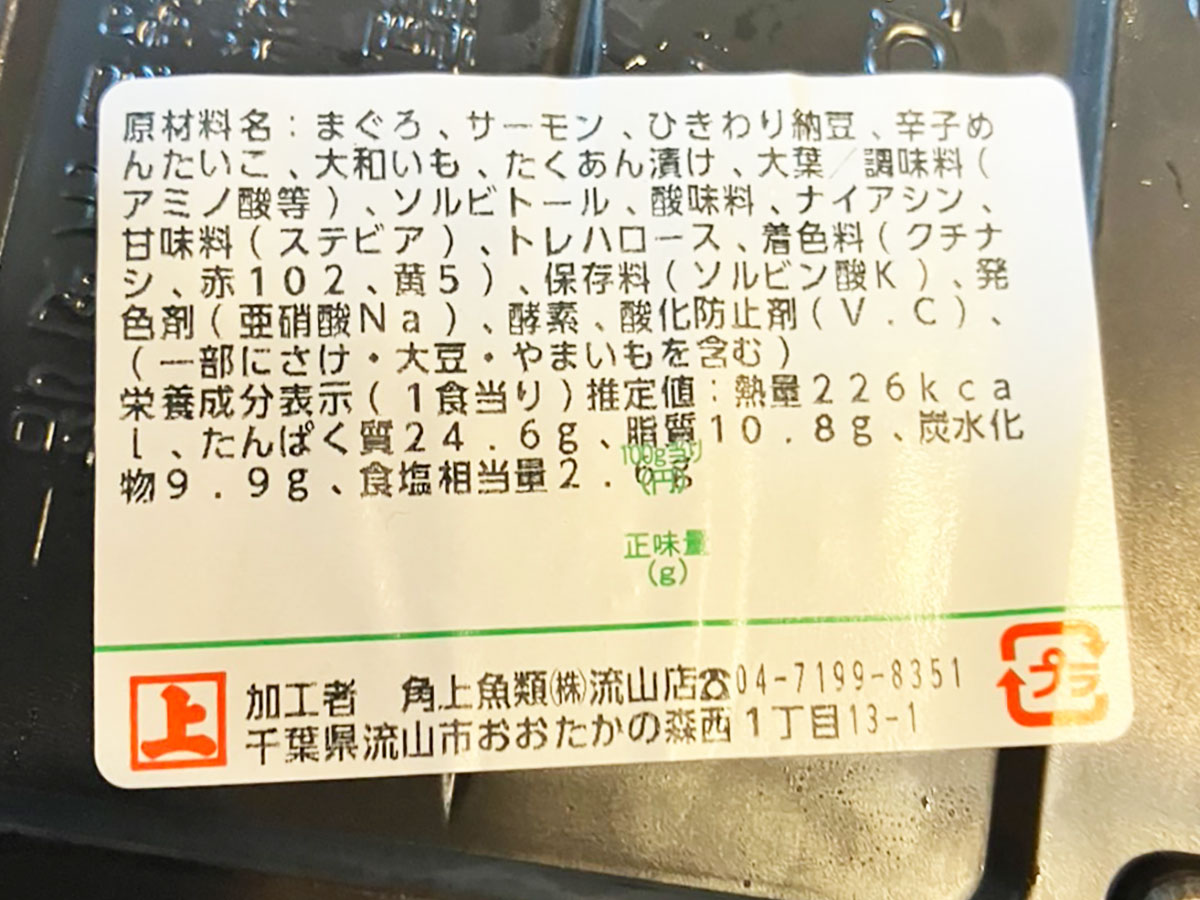 原材料名：まぐろ、サーモン、ひきわり納豆、辛子め
んたいこ、大和いも、たくあん漬け、大葉／調味料（
アミノ酸等）、ソルビトール、酸味料、ナイアシン、
甘味料（ステビア）、トレハロース、着色料（クチナ
シ、赤102、黄5）、保存料（ソルビン酸K）、発
色剤（亜硝酸Na）、酵素、酸化防止剤（V．C）、
（一部にさけ・大豆・やまいもを含む）
栄養成分表示（1食当り）推定値：熱量226kca
l、たんぱく質24．6g、脂質10．8g、炭水化
物9．9g、食塩相当量2．6g
100g当り
(円)
正味量
(g)
上
加工者 角上魚類㈱流山店☎04-7199-8351
千葉県流山市おおたかの森西1丁目13-1
プラ